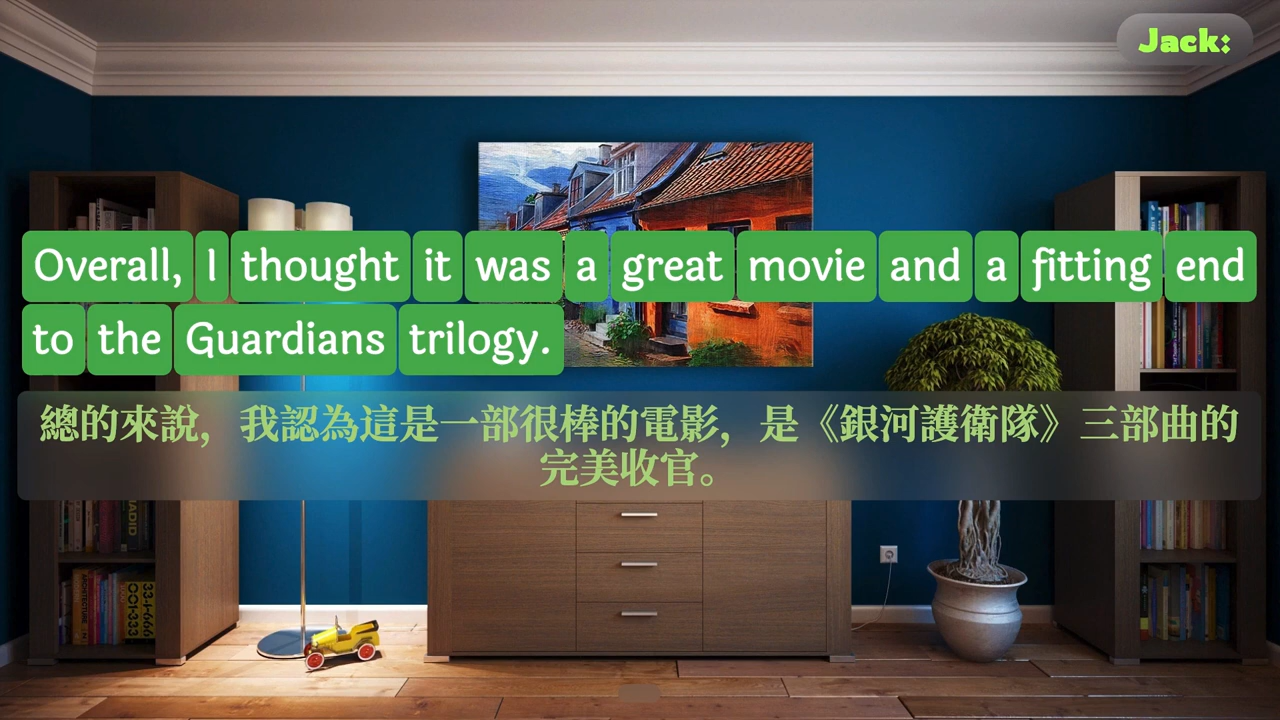 Jack:
Overall, I thought it was a great movie and a fitting end
to the Guardians trilogy.
總的來說，我認為這是一部很棒的電影，是《銀河護衛隊》三部曲的
完美收官。